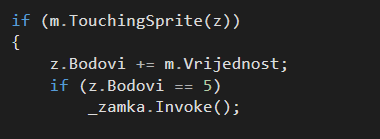 if (m.TouchingSprite(z))
{
    z.Bodovi += m.Vrijednost;
    if (z.Bodovi == 5)
        _zamka.Invoke();